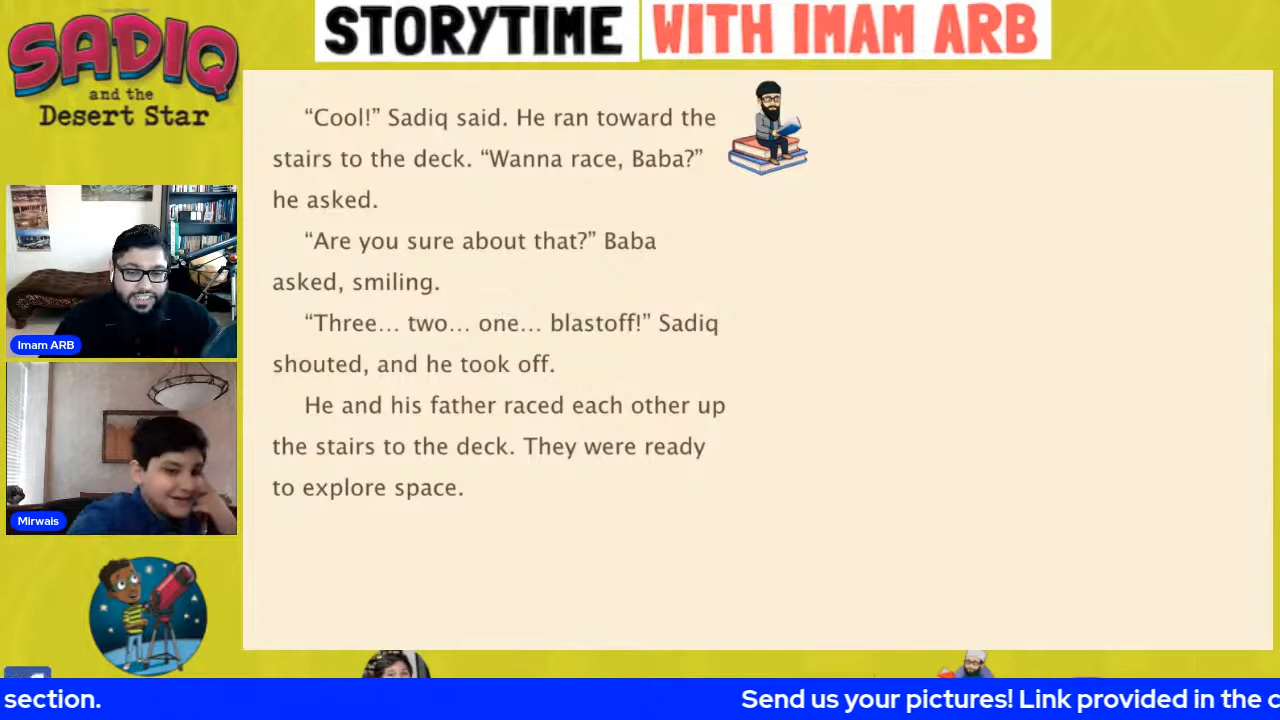 STORYTIME WITH IMAM ARB
SADIQ
and the
Desert Star
“Cool!” Sadiq said. He ran toward the
stairs to the deck. “Wanna race, Baba?”
he asked.
“Are you sure about that?” Baba
asked, smiling.
“Three... two... one... blastoff!” Sadiq
shouted, and he took off.
He and his father raced each other up
the stairs to the deck. They were ready
to explore space.
Imam ARB
Mirwais
section.
Send us your pictures! Link provided in the